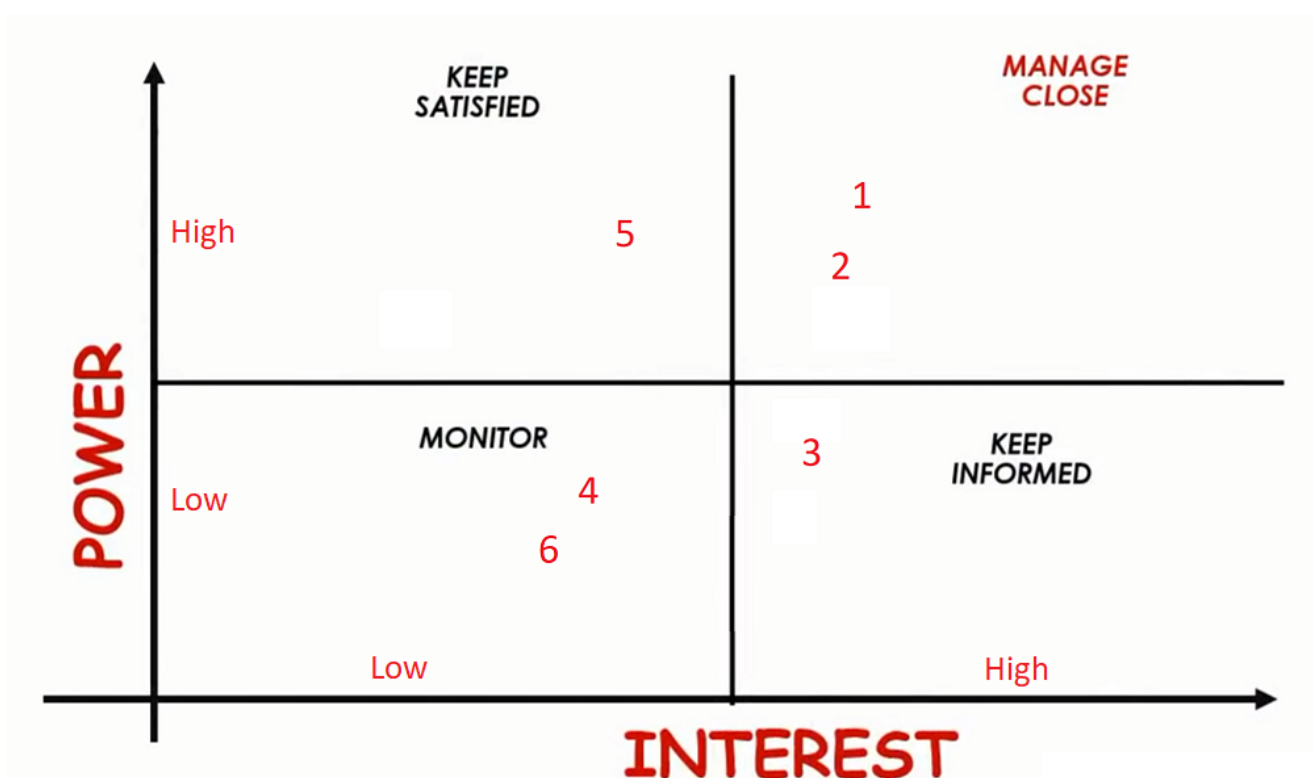 KEEP
SATISFIED
MANAGE
CLOSE
1
High
5
2
POWER
MONITOR
KEEP
INFORMED
3
Low
4
6
Low
High
INTEREST